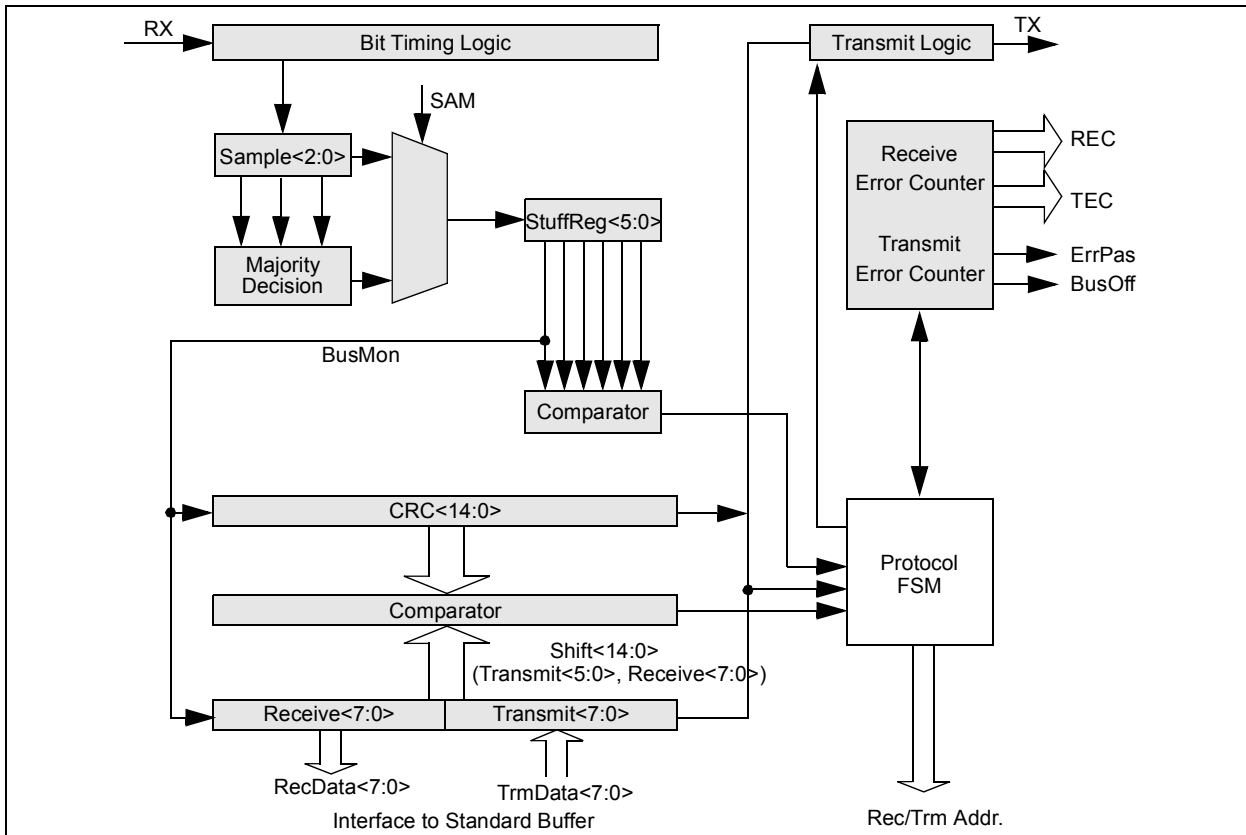 RX
Bit Timing Logic
Transmit Logic
TX
SAM
Sample<2:0>
Receive
Error Counter
REC
TEC
StuffReg<5:0>
Majority
Decision
Transmit
Error Counter
ErrPas
BusOff
BusMon
Comparator
CRC<14:0>
Protocol
FSM
Comparator
Shift<14:0>
(Transmit<5:0>, Receive<7:0>)
Receive<7:0>
Transmit<7:0>
RecData<7:0>
TrmData<7:0>
Interface to Standard Buffer
Rec/Trm Addr.